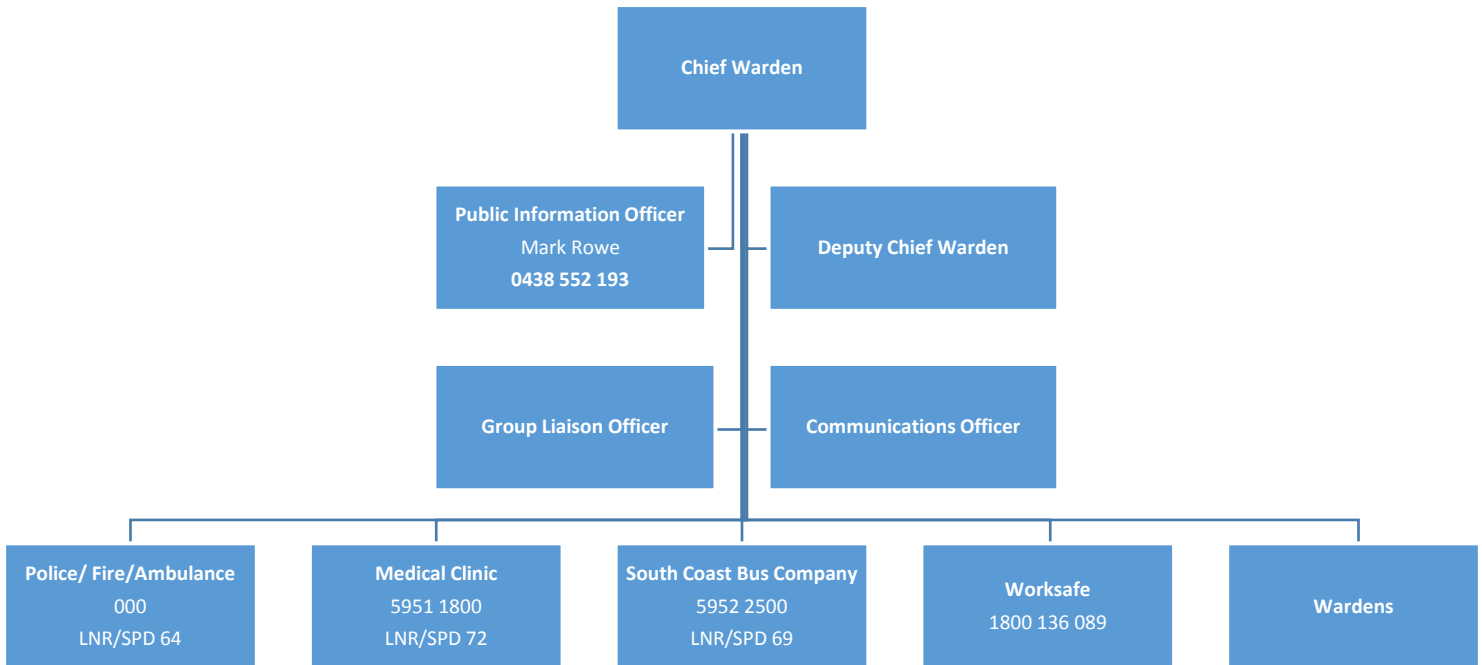 Chief Warden
Public Information Officer
Mark Rowe
0438 552 193
Deputy Chief Warden
Group Liaison Officer
Communications Officer
Police/ Fire/Ambulance
000
LNR/SPD 64
Medical Clinic
5951 1800
LNR/SPD 72
South Coast Bus Company
5952 2500
LNR/SPD 69
Worksafe
1800 136 089
Wardens